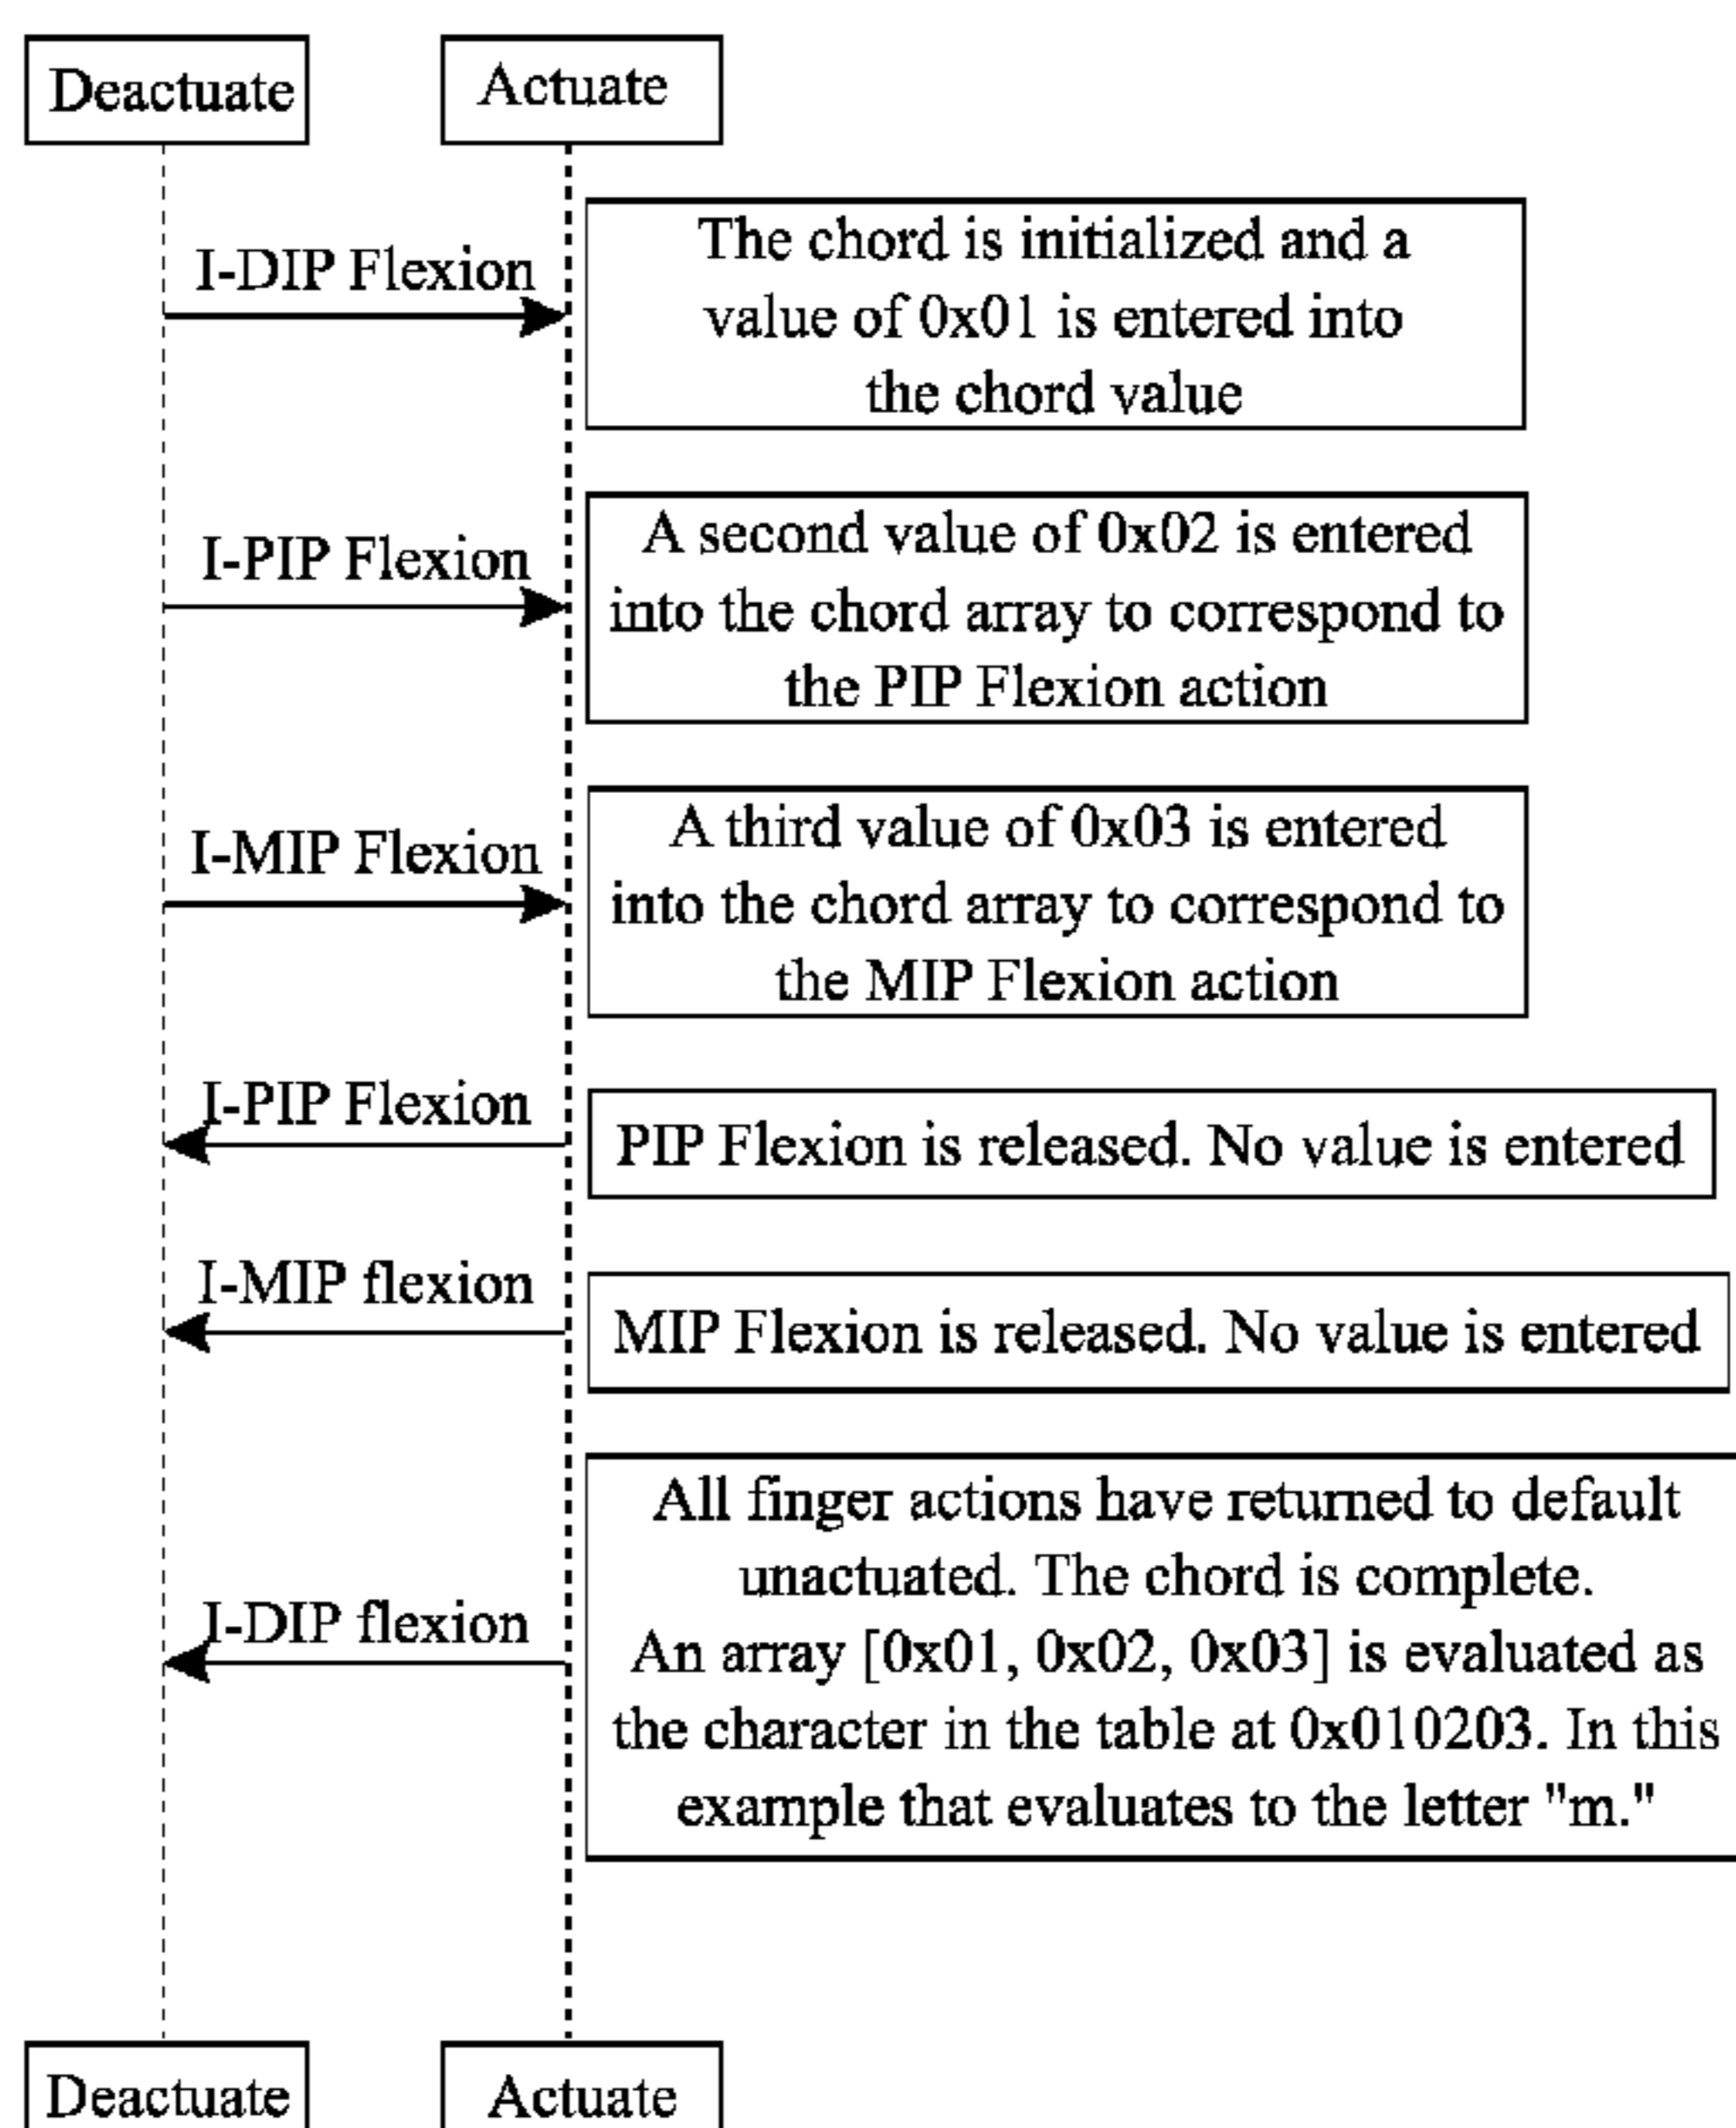 Deactuate
Actuate
I-DIP Flexion
The chord is initialized and a
value of 0x01 is entered into
the chord value
I-PIP Flexion
A second value of 0x02 is entered
into the chord array to correspond to
the PIP Flexion action
I-MIP Flexion
A third value of 0x03 is entered
into the chord array to correspond to
the MIP Flexion action
I-PIP Flexion
PIP Flexion is released. No value is entered
I-MIP flexion
MIP Flexion is released. No value is entered
I-DIP flexion
All finger actions have returned to default
unactuated. The chord is complete.
An array [0x01, 0x02, 0x03] is evaluated as
the character in the table at 0x010203. In this
example that evaluates to the letter "m."
Deactuate
Actuate